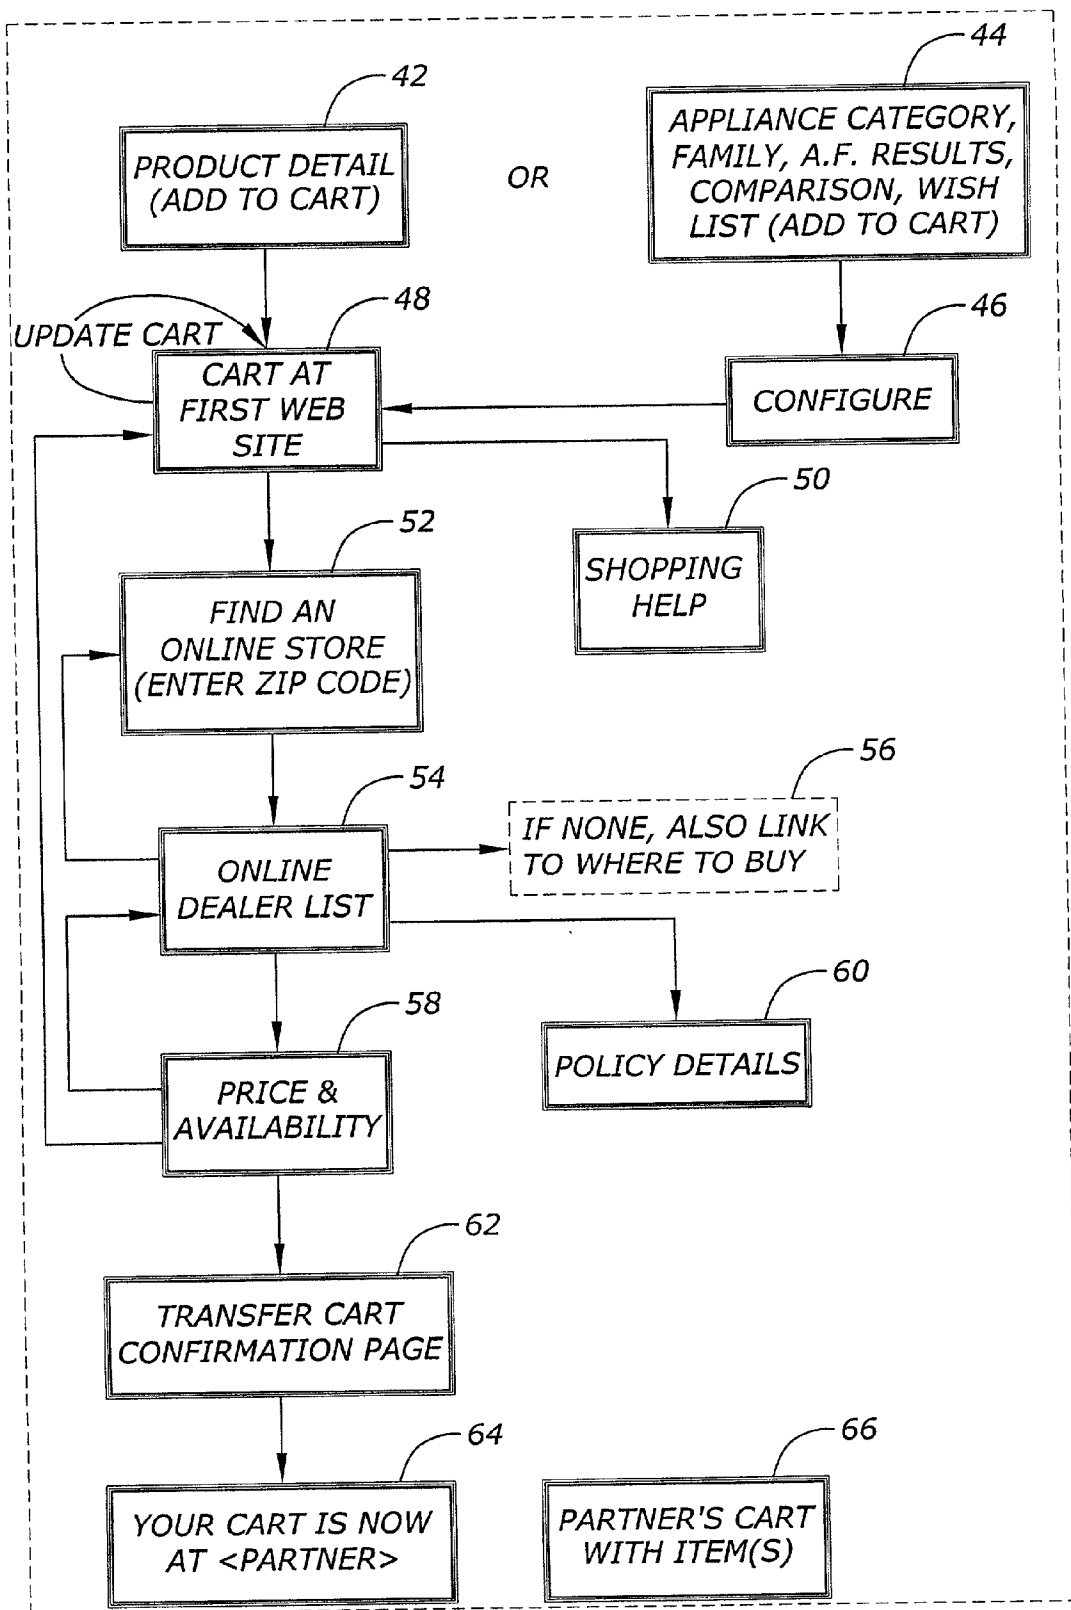 44
42
APPLIANCE CATEGORY,
FAMILY, A.F. RESULTS,
COMPARISON, WISH
LIST (ADD TO CART)
PRODUCT DETAIL
(ADD TO CART)
OR
48
46
UPDATE CART
CART AT
FIRST WEB
SITE
CONFIGURE
50
52
SHOPPING
HELP
FIND AN
ONLINE STORE
(ENTER ZIP CODE)
56
54
IF NONE, ALSO LINK
TO WHERE TO BUY
ONLINE
DEALER LIST
60
58
POLICY DETAILS
PRICE &
AVAILABILITY
62
TRANSFER CART
CONFIRMATION PAGE
64
66
YOUR CART IS NOW
AT <PARTNER>
PARTNER'S CART
WITH ITEM(S)